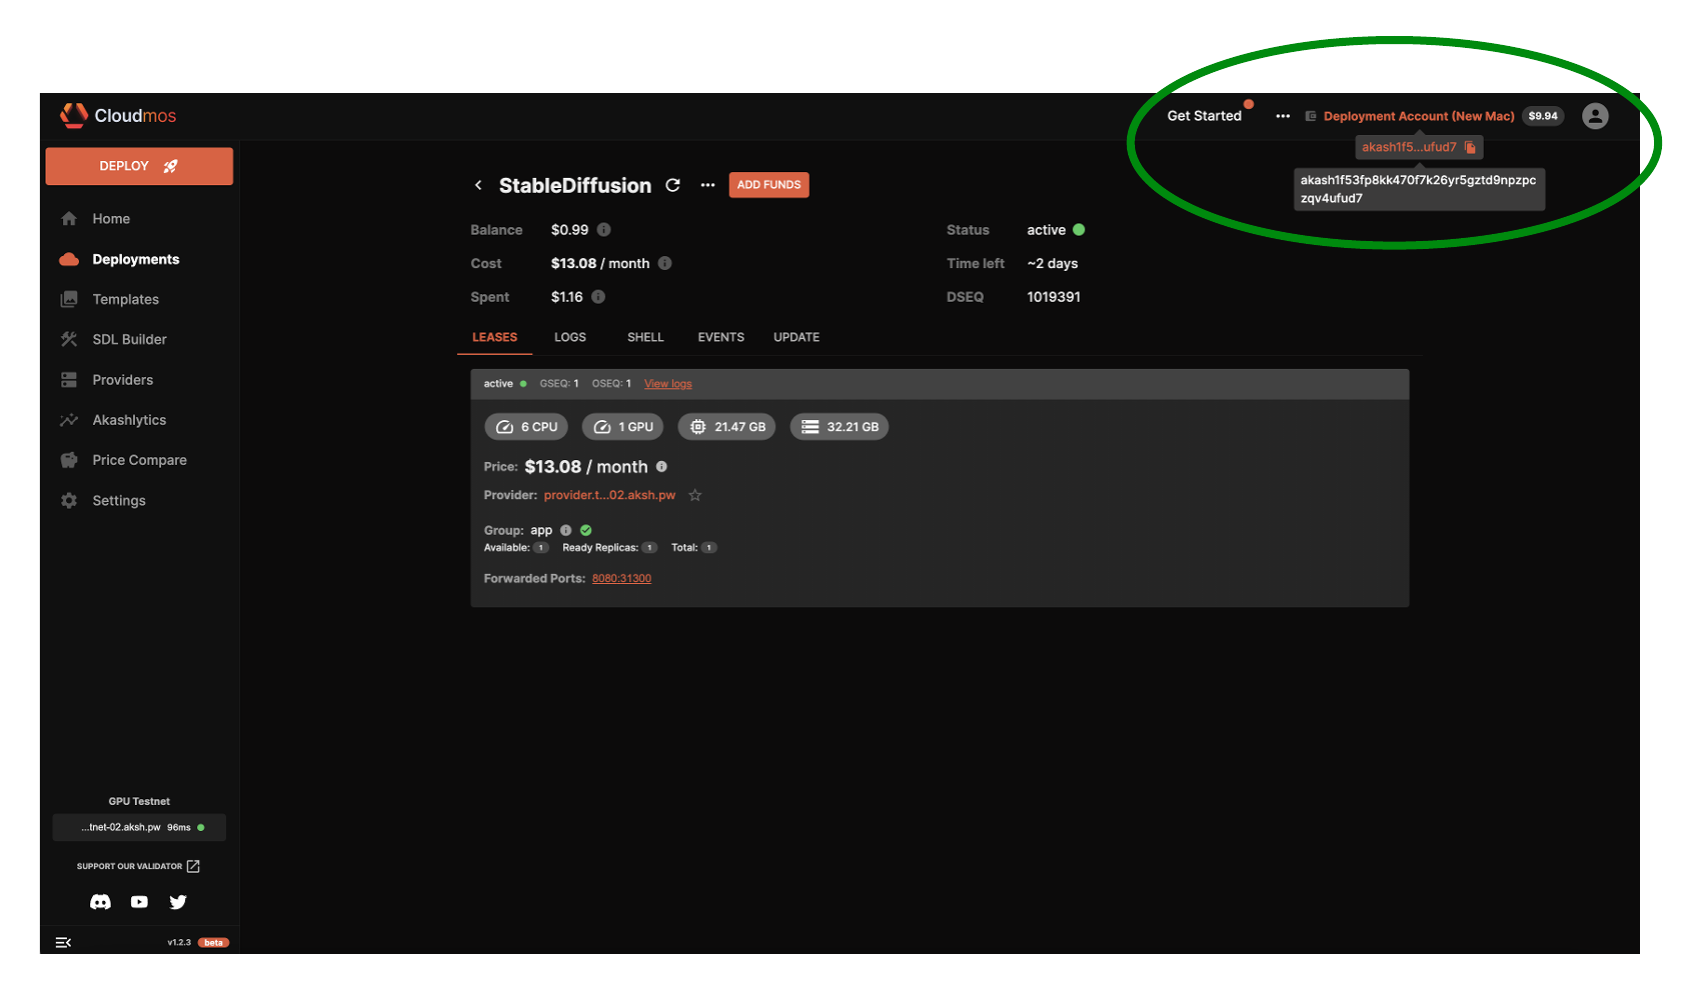 Cloudmos
Get Started
Deployment Account (New Mac) $9.94
akash1f5...ufud7
akash1f53fp8kk470f7k26yr5gztd9npzpc
zqv4ufud7
DEPLOY
Home
Deployments
Templates
SDL Builder
Providers
Akashlytics
Price Compare
Settings
GPU Testnet
...tnet-02.aksh.pw 96ms
SUPPORT OUR VALIDATOR
v1.2.3 beta
StableDiffusion
ADD FUNDS
Balance $0.99
Cost $13.08 / month
Spent $1.16
Status active
Time left ~2 days
DSEQ 1019391
LEASES LOGS SHELL EVENTS UPDATE
active GSEQ: 1 OSEQ: 1 View logs
6 CPU 1 GPU 21.47 GB 32.21 GB
Price: $13.08 / month
Provider: provider.t...02.aksh.pw
Group: app
Available: 1 Ready Replicas: 1 Total: 1
Forwarded Ports: 8080:31300